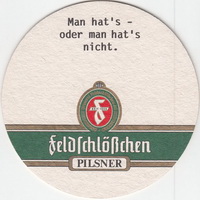 Man hat's -
oder man hat's
nicht.
Feldschlößchen
PILSNER